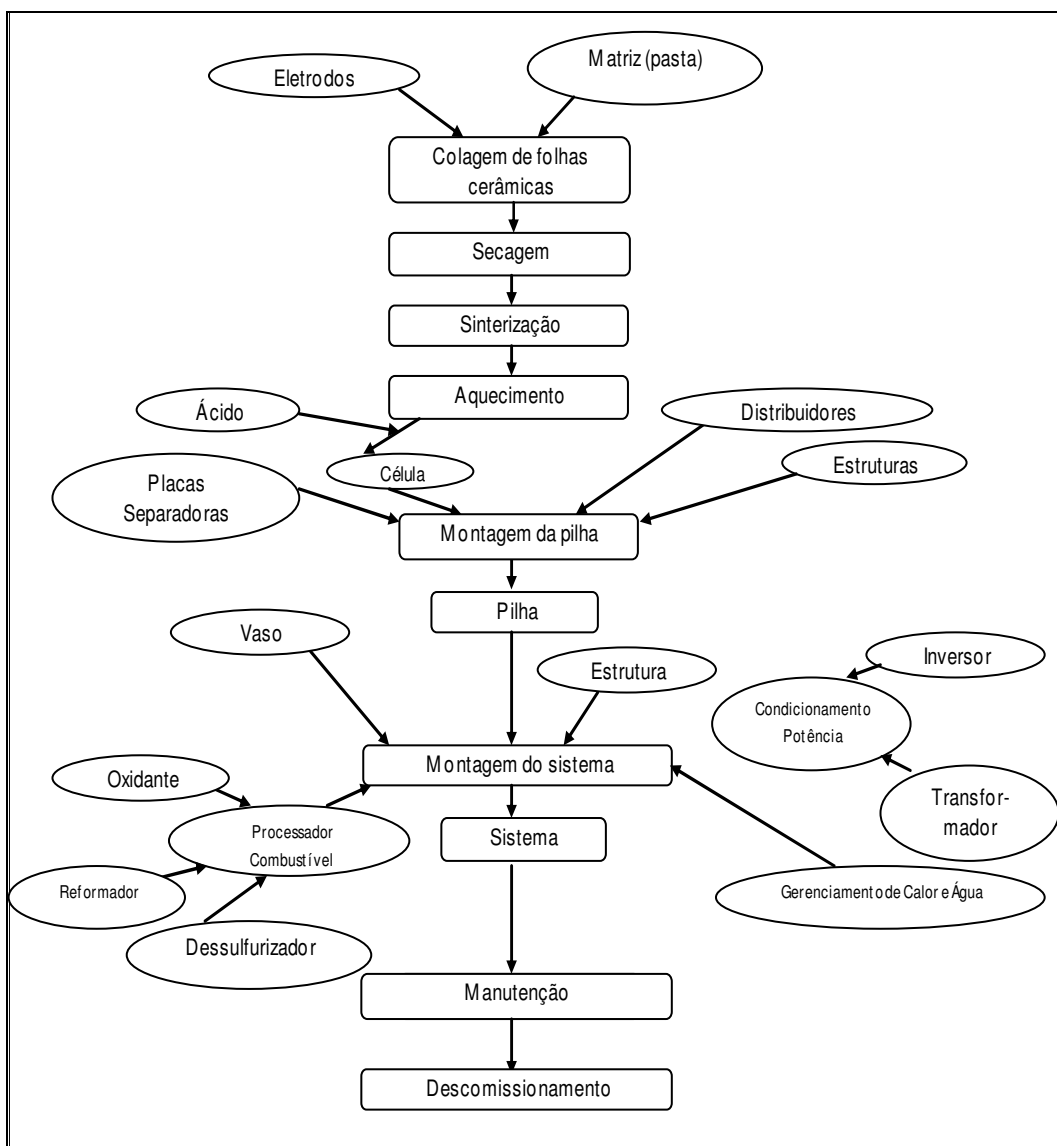 Eletrodos
Matriz (pasta)
Colagem de folhas
cerâmicas
Secagem
Sinterização
Aquecimento
Ácido
Distribuidores
Célula
Estruturas
Placas
Separadoras
Montagem da pilha
Pilha
Vaso
Estrutura
Inversor
Condicionamento
Potência
Montagem do sistema
Oxidante
Transfor-
mador
Processador
Combustível
Sistema
Reformador
Gerenciamento de Calor e Água
Dessulfurizador
Manutenção
Descomissionamento